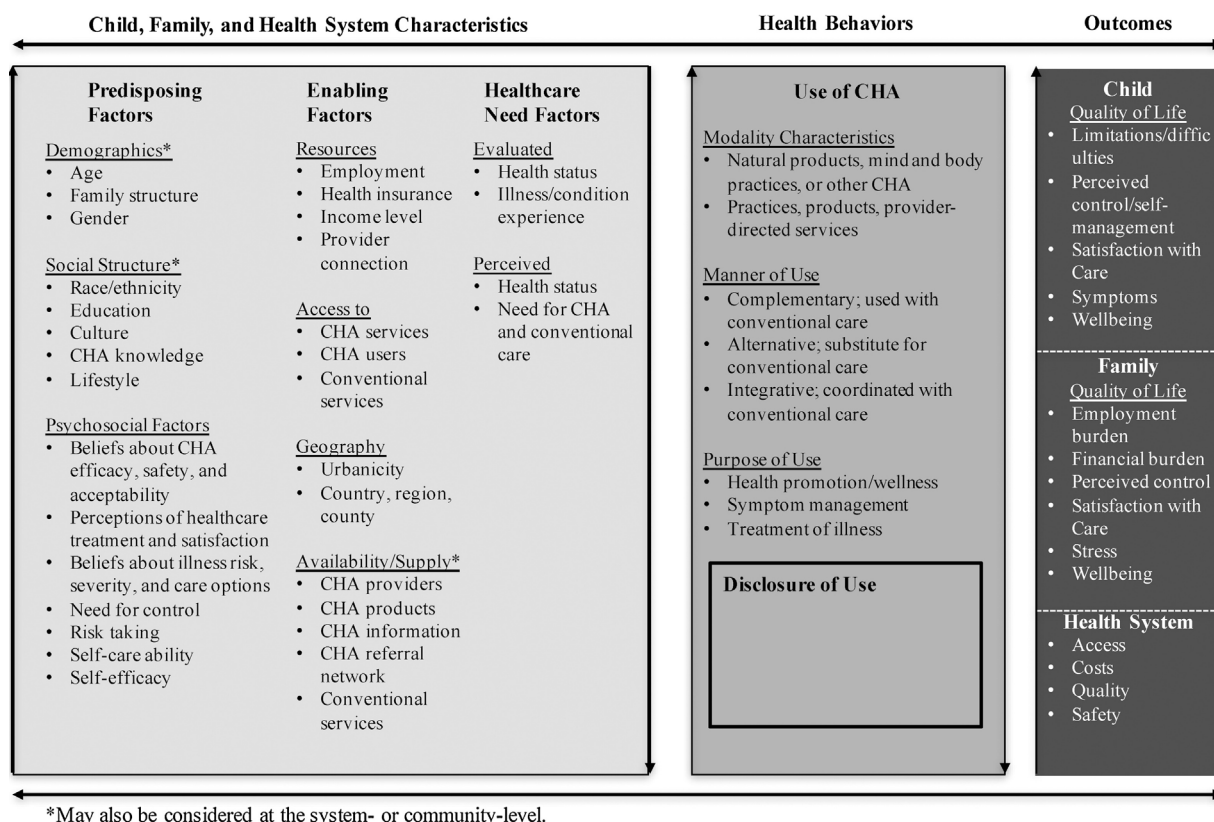 Child, Family, and Health System Characteristics
Health Behaviors
Outcomes
Predisposing
Factors
Demographics*
• Age
• Family structure
• Gender
Social Structure*
• Race/ethnicity
• Education
• Culture
• CHA knowledge
• Lifestyle
Psychosocial Factors
• Beliefs about CHA
efficacy, safety, and
acceptability
• Perceptions of healthcare
treatment and satisfaction
• Beliefs about illness risk,
severity, and care options
• Need for control
• Risk taking
• Self-care ability
• Self-efficacy
Enabling
Factors
Resources
• Employment
• Health insurance
• Income level
• Provider
connection
Access to
• CHA services
• CHA users
• Conventional
services
Geography
• Urbanicity
• Country, region,
county
Availability/Supply*
• CHA providers
• CHA products
• CHA information
• CHA referral
network
• Conventional
services
Healthcare
Need Factors
Evaluated
• Health status
• Illness/condition
experience
Perceived
• Health status
• Need for CHA
and conventional
care
Use of CHA
Modality Characteristics
• Natural products, mind and body
practices, or other CHA
• Practices, products, provider-
directed services
Manner of Use
• Complementary; used with
conventional care
• Alternative; substitute for
conventional care
• Integrative; coordinated with
conventional care
Purpose of Use
• Health promotion/wellness
• Symptom management
• Treatment of illness
Disclosure of Use
Child
Quality of Life
• Limitations/diffic
ulties
• Perceived
control/self-
management
• Satisfaction with
Care
• Symptoms
• Wellbeing
Family
Quality of Life
• Employment
burden
• Financial burden
• Perceived control
• Satisfaction with
Care
• Stress
• Wellbeing
Health System
• Access
• Costs
• Quality
• Safety
*May also be considered at the system- or community-level.